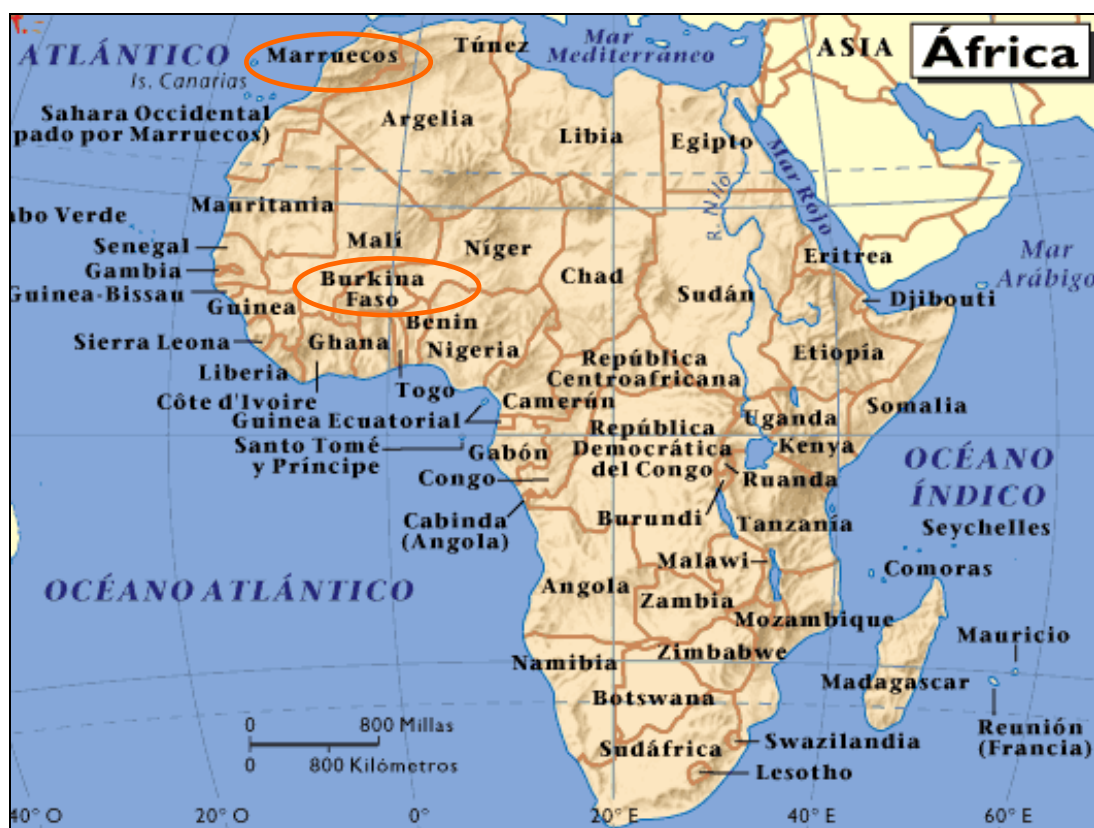 África
ATLÁNTICO
Marruecos
Túnez
Mar
Mediterráneo
ASIA
Is. Canarias
Sahara Occidental
pado por Marruecos)
Argelia
Libia
Egipto
R. Nilo
Mar Rojo
Mauritania
abo Verde
Malí
Níger
Chad
Sudán
Eritrea
Mar
Arábigo
Senegal
Gambia
Guinea-Bissau
Burkina
Faso
Djibouti
Guinea
Benin
Sierra Leona
Ghana
Nigeria
Etiopía
Liberia
Togo
República
Centroafricana
Côte d'Ivoire
Camerún
Somalia
Guinea Ecuatorial
República
Democrática
del Congo
Uganda
Kenya
Santo Tomé
y Príncipe
Gabón
Congo
Ruanda
OCÉANO
ÍNDICO
Cabinda
(Angola)
Burundi
Tanzanía
Seychelles
Malawi
Comoras
OCÉANO ATLÁNTICO
Angola
Zambia
Mozambique
Mauricio
Namibia
Zimbabwe
Madagascar
Botswana
Reunión
(Francia)
0 800 Millas
0 800 Kilómetros
Sudáfrica
Swazilandia
Lesotho
40° O 20° O 0° 20° E 40° E 60° E